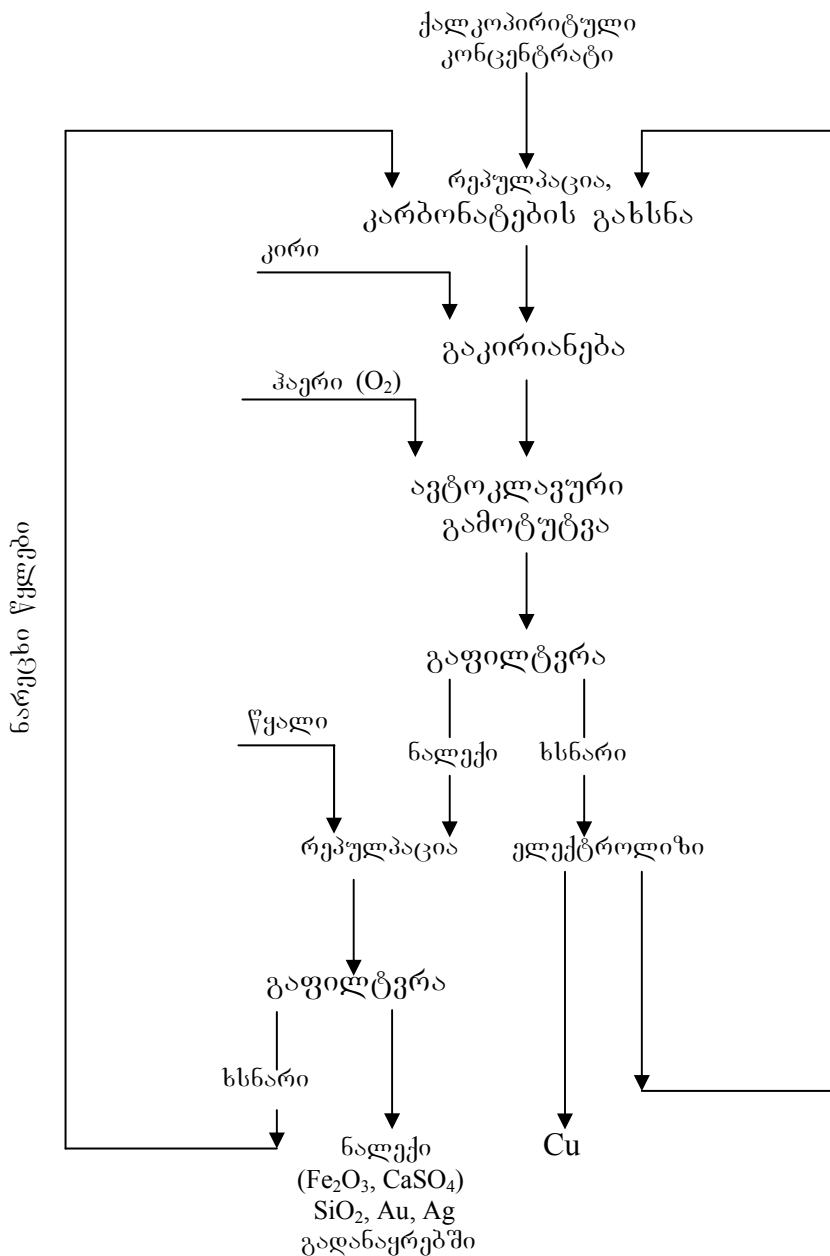 ქალკოპირიტული
კონცენტრატი
რეპულპაცია,
კარბონატების გახსნა
კირი
გაკირიანება
ჰაერი (O₂)
ავტოკლავური
გამოტუტვა
ნარეცხი წყლები
გაფილტვრა
წყალი
ნალექი
ხსნარი
რეპულპაცია
ელექტროლიზი
გაფილტვრა
ხსნარი
ნალექი
(Fe₂O₃, CaSO₄)
SiO₂, Au, Ag
გადანაყრებში
Cu